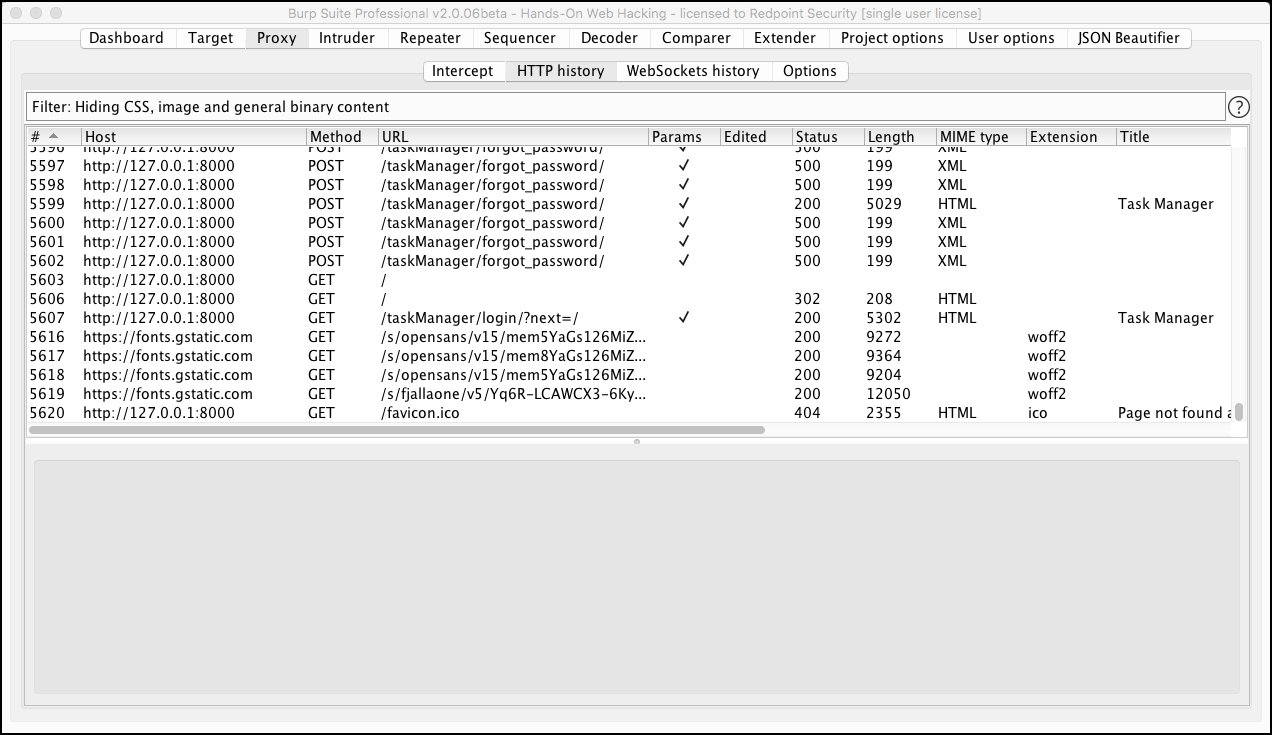 Burp Suite Professional v2.0.06beta - Hands-On Web Hacking - licensed to Redpoint Security [single user license]
Dashboard Target Proxy Intruder Repeater Sequencer Decoder Comparer Extender Project options User options JSON Beautifier
Intercept HTTP history WebSockets history Options
Filter: Hiding CSS, image and general binary content ?
# Host Method URL Params Edited Status Length MIME type Extension Title
5596 http://127.0.0.1:8000 POST /taskManager/forgot_password/ ✓ 500 199 XML
5597 http://127.0.0.1:8000 POST /taskManager/forgot_password/ ✓ 500 199 XML
5598 http://127.0.0.1:8000 POST /taskManager/forgot_password/ ✓ 500 199 XML
5599 http://127.0.0.1:8000 POST /taskManager/forgot_password/ ✓ 200 5029 HTML Task Manager
5600 http://127.0.0.1:8000 POST /taskManager/forgot_password/ ✓ 500 199 XML
5601 http://127.0.0.1:8000 POST /taskManager/forgot_password/ ✓ 500 199 XML
5602 http://127.0.0.1:8000 POST /taskManager/forgot_password/ ✓ 500 199 XML
5603 http://127.0.0.1:8000 GET /
5606 http://127.0.0.1:8000 GET / 302 208 HTML
5607 http://127.0.0.1:8000 GET /taskManager/login/?next=/ ✓ 200 5302 HTML Task Manager
5616 https://fonts.gstatic.com GET /s/opensans/v15/mem5YaGs126MiZ... 200 9272 woff2
5617 https://fonts.gstatic.com GET /s/opensans/v15/mem8YaGs126MiZ... 200 9364 woff2
5618 https://fonts.gstatic.com GET /s/opensans/v15/mem5YaGs126MiZ... 200 9204 woff2
5619 https://fonts.gstatic.com GET /s/fjallaone/v5/Yq6R-LCAWCX3-6Ky... 200 12050 woff2
5620 http://127.0.0.1:8000 GET /favicon.ico 404 2355 HTML ico Page not found a